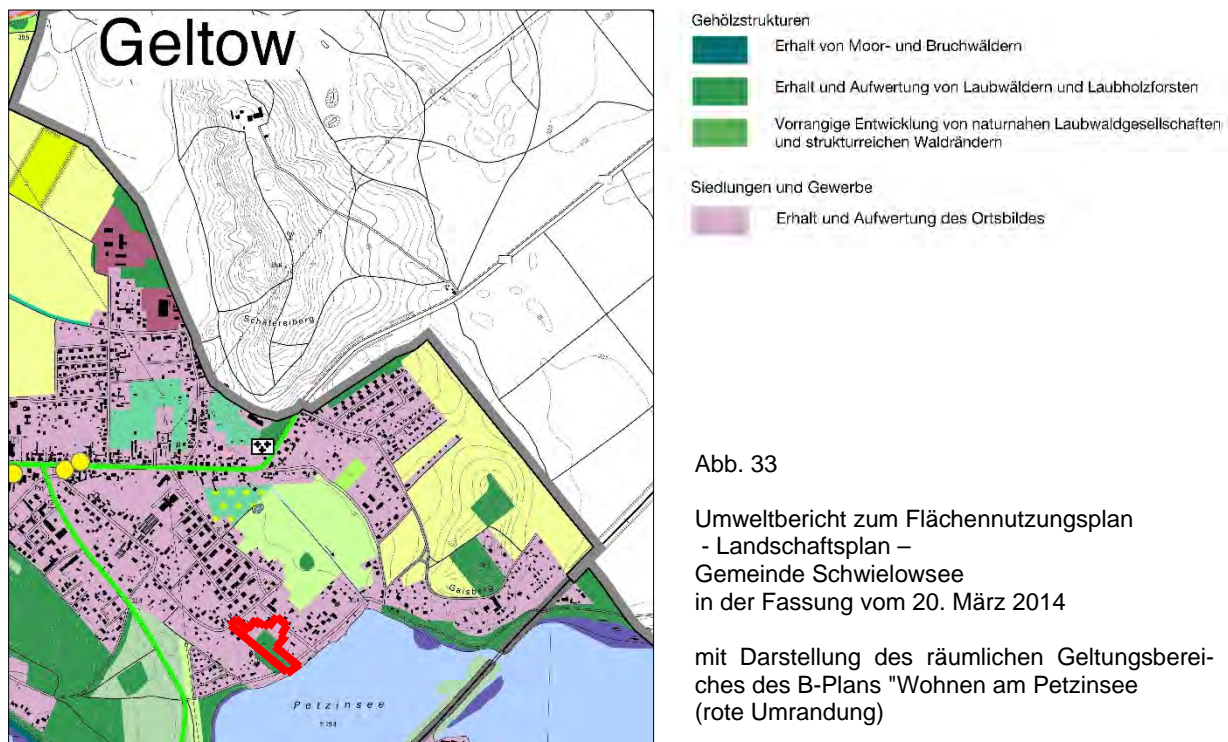 Geltow
Schäfereiberg
Gaisberg
Petzinsee
Gehölzstrukturen
Erhalt von Moor- und Bruchwäldern
Erhalt und Aufwertung von Laubwäldern und Laubholzforsten
Vorrangige Entwicklung von naturnahen Laubwaldgesellschaften
und strukturreichen Waldrändern
Siedlungen und Gewerbe
Erhalt und Aufwertung des Ortsbildes
Abb. 33
Umweltbericht zum Flächennutzungsplan
- Landschaftsplan –
Gemeinde Schwielowsee
in der Fassung vom 20. März 2014
mit Darstellung des räumlichen Geltungsberei-
ches des B-Plans "Wohnen am Petzinsee
(rote Umrandung)